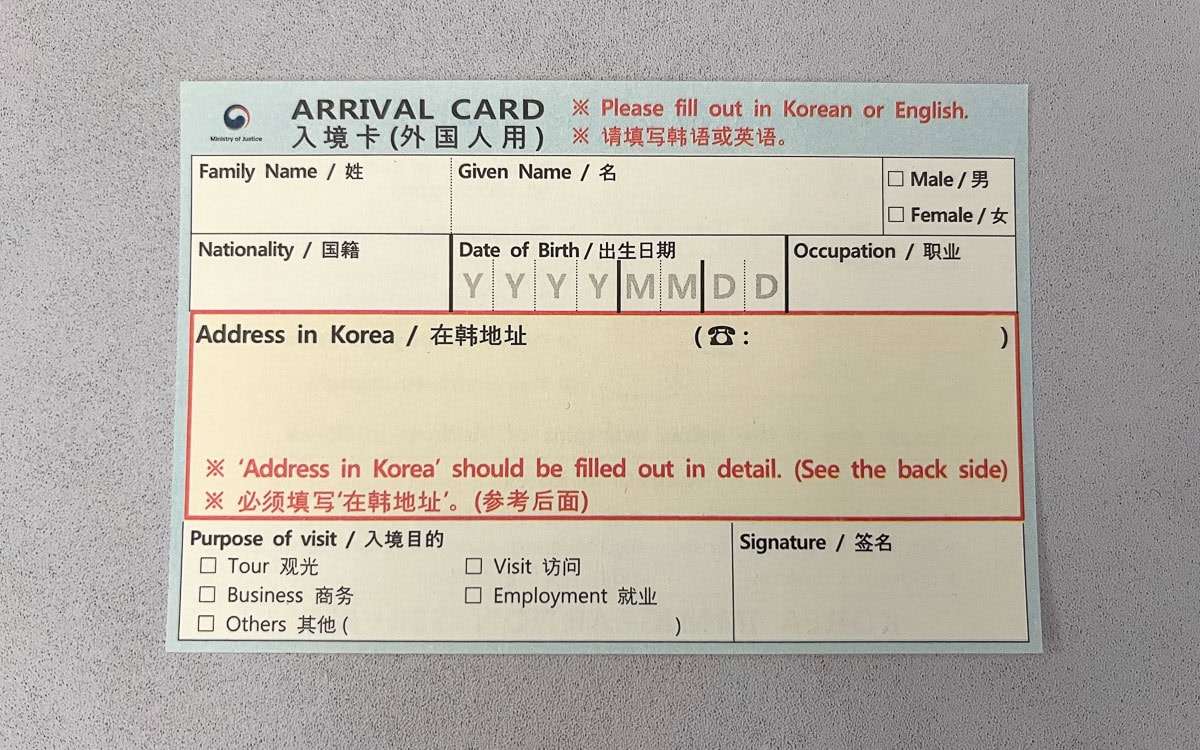 Ministry of Justice
ARRIVAL CARD
入境卡(外国人用)
※ Please fill out in Korean or English.
※ 请填写韩语或英语。
Family Name / 姓
Given Name / 名
□ Male / 男
□ Female / 女
Nationality / 国籍
Date of Birth / 出生日期
Y Y Y Y M M D D
Occupation / 职业
Address in Korea / 在韩地址 (☎: )
※ ‘Address in Korea’ should be filled out in detail. (See the back side)
※ 必须填写‘在韩地址’。(参考后面)
Purpose of visit / 入境目的
□ Tour 观光
□ Visit 访问
□ Business 商务
□ Employment 就业
□ Others 其他 ( )
Signature / 签名